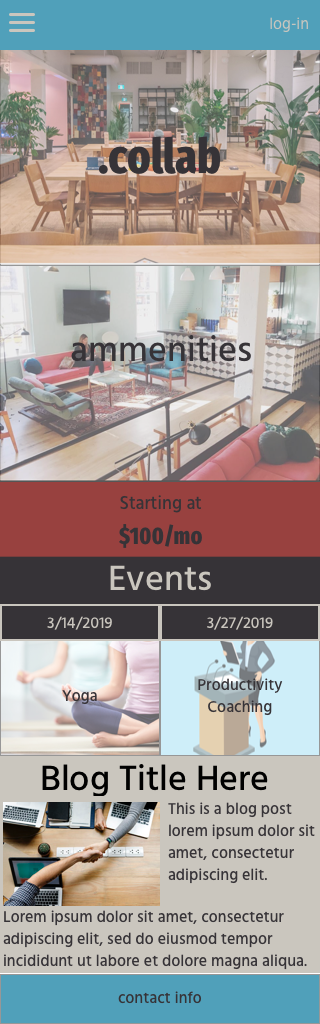 log-in
.collab
ammenities
Starting at
$100/mo
Events
3/14/2019
3/27/2019
Yoga
Productivity
Coaching
Blog Title Here
This is a blog post
lorem ipsum dolor sit
amet, consectetur
adipiscing elit.
Lorem ipsum dolor sit amet, consectetur
adipiscing elit, sed do eiusmod tempor
incididunt ut labore et dolore magna aliqua.
contact info